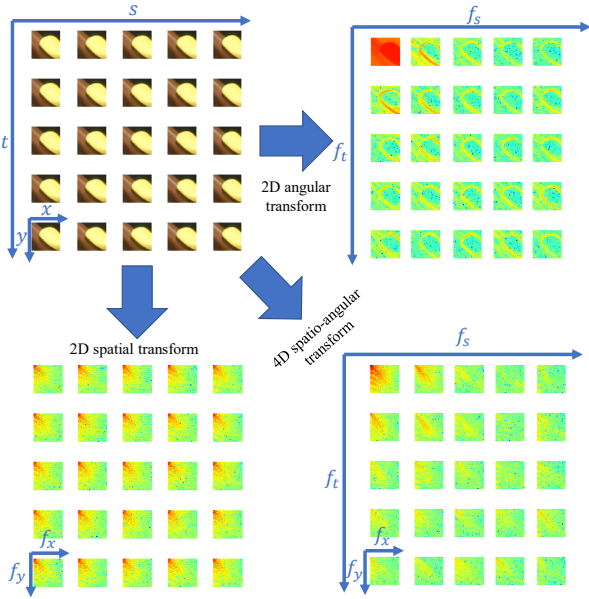 s
t
x
y
2D angular
transform
f_s
f_t
2D spatial transform
4D spatio-angular
transform
f_x
f_y
f_s
f_t
f_x
f_y